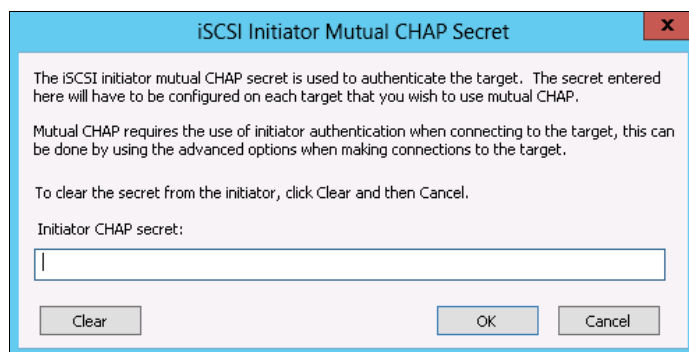 iSCSI Initiator Mutual CHAP Secret
x
The iSCSI initiator mutual CHAP secret is used to authenticate the target.  The secret entered
here will have to be configured on each target that you wish to use mutual CHAP.
Mutual CHAP requires the use of initiator authentication when connecting to the target, this can
be done by using the advanced options when making connections to the target.
To clear the secret from the initiator, click Clear and then Cancel.
Initiator CHAP secret:
Clear
OK
Cancel